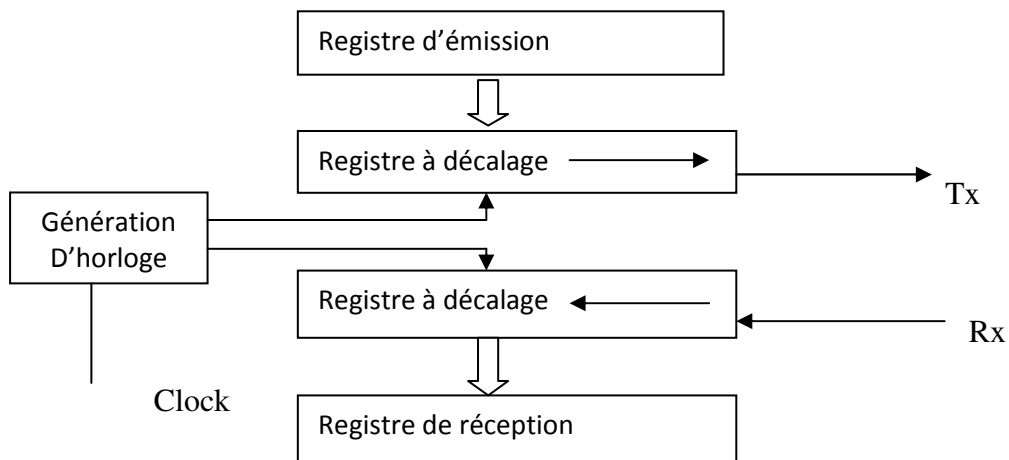 Registre d'émission
Registre à décalage
Tx
Génération
D'horloge
Registre à décalage
Rx
Clock
Registre de réception